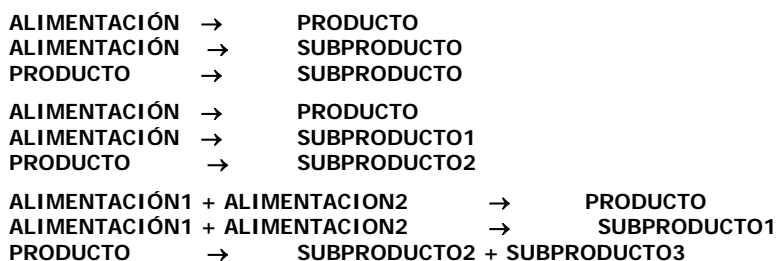 ALIMENTACIÓN → PRODUCTO
ALIMENTACIÓN → SUBPRODUCTO
PRODUCTO → SUBPRODUCTO
ALIMENTACIÓN → PRODUCTO
ALIMENTACIÓN → SUBPRODUCTO1
PRODUCTO → SUBPRODUCTO2
ALIMENTACIÓN1 + ALIMENTACION2 → PRODUCTO
ALIMENTACIÓN1 + ALIMENTACION2 → SUBPRODUCTO1
PRODUCTO → SUBPRODUCTO2 + SUBPRODUCTO3